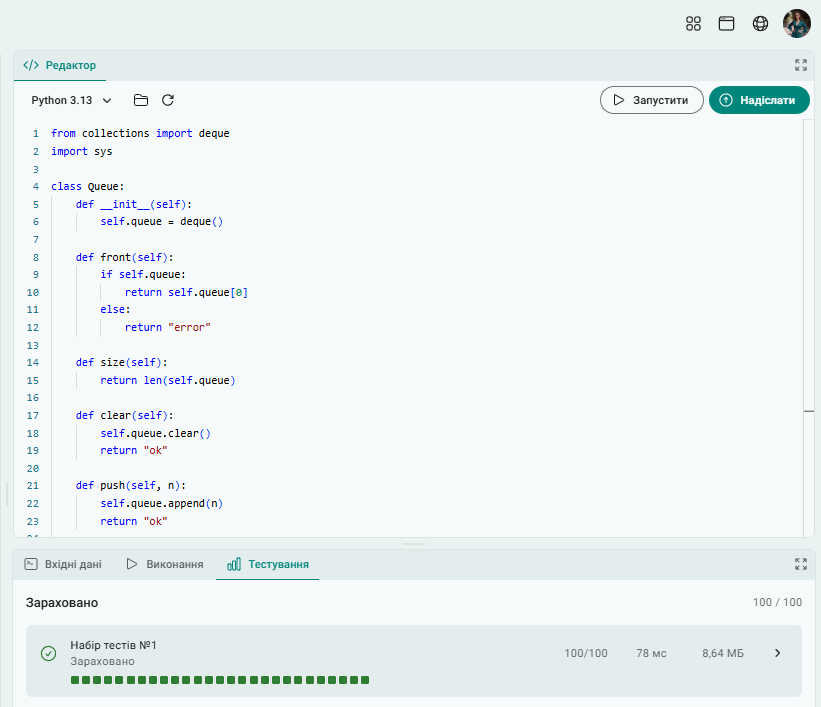 Редактор
Python 3.13
Запустити
Надіслати
1 from collections import deque
2 import sys
3
4 class Queue:
5     def __init__(self):
6         self.queue = deque()
7
8     def front(self):
9         if self.queue:
10             return self.queue[0]
11         else:
12             return "error"
13
14     def size(self):
15         return len(self.queue)
16
17     def clear(self):
18         self.queue.clear()
19         return "ok"
20
21     def push(self, n):
22         self.queue.append(n)
23         return "ok"
Вхідні дані
Виконання
Тестування
Зараховано 100 / 100
Набір тестів №1
Зараховано
100/100 78 мс 8,64 МБ